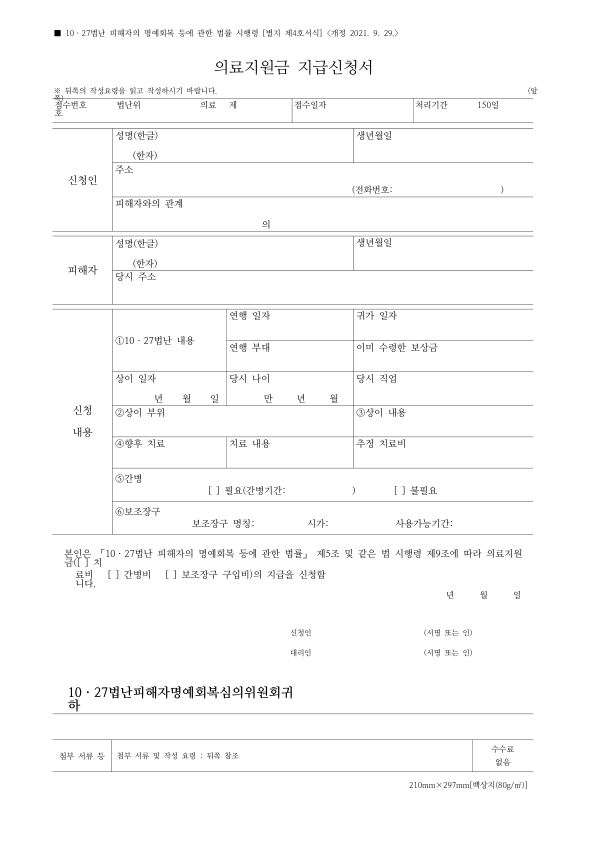 ■ 10ㆍ27법난 피해자의 명예회복 등에 관한 법률 시행령 [별지 제4호서식] <개정 2021. 9. 29.>
의료지원금 지급신청서
※ 뒤쪽의 작성요령을 읽고 작성하시기 바랍니다. (앞
쪽)
접수번호 법난위 의료 제 접수일자 처리기간 150일
호
신청인
성명(한글) 생년월일
(한자)
주소
(전화번호: )
피해자와의 관계
의
피해자
성명(한글) 생년월일
(한자)
당시 주소
신청
내용
①10ㆍ27법난 내용
연행 일자 귀가 일자
연행 부대 이미 수령한 보상금
상이 일자 당시 나이 당시 직업
년 월 일 만 년 월
②상이 부위 ③상이 내용
④향후 치료 치료 내용 추정 치료비
⑤간병
[ ] 필요(간병기간: ) [ ] 불필요
⑥보조장구
보조장구 명칭: 시가: 사용가능기간:
본인은 「10ㆍ27법난 피해자의 명예회복 등에 관한 법률」 제5조 및 같은 법 시행령 제9조에 따라 의료지원
금([ ] 치
료비 [ ] 간병비 [ ] 보조장구 구입비)의 지급을 신청합
니다.
년 월 일
신청인 (서명 또는 인)
대리인 (서명 또는 인)
10ㆍ27법난피해자명예회복심의위원회귀
하
첨부 서류 등 첨부 서류 및 작성 요령 : 뒤쪽 참조
수수료
없음
210mm×297mm[백상지(80g/㎡)]